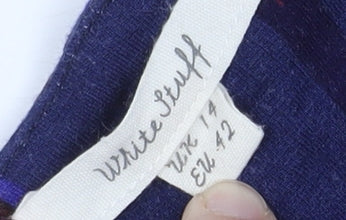 White Stuff
UK 14
EU 42